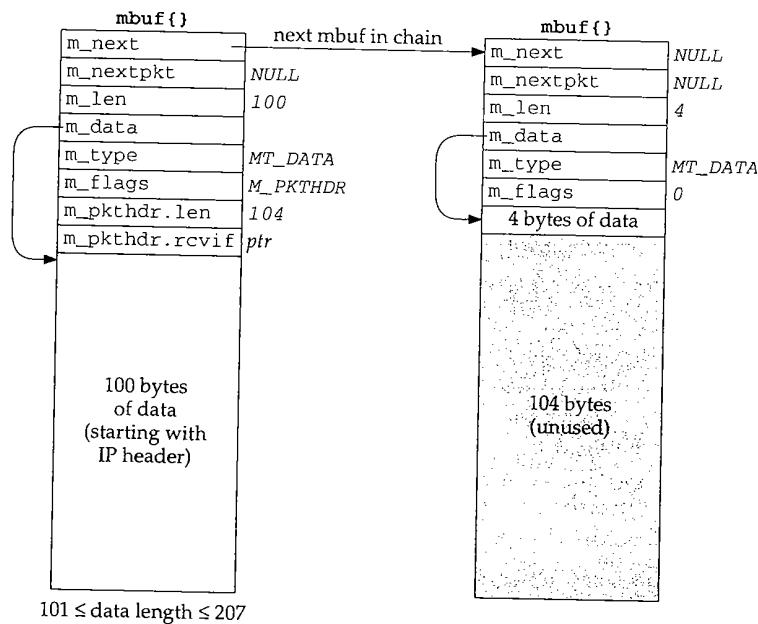 mbuf{}
m_next
m_nextpkt NULL
m_len 100
m_data
m_type MT_DATA
m_flags M_PKTHDR
m_pkthdr.len 104
m_pkthdr.rcvif ptr
100 bytes
of data
(starting with
IP header)
101 ≤ data length ≤ 207
next mbuf in chain
mbuf{}
m_next NULL
m_nextpkt NULL
m_len 4
m_data
m_type MT_DATA
m_flags 0
4 bytes of data
104 bytes
(unused)